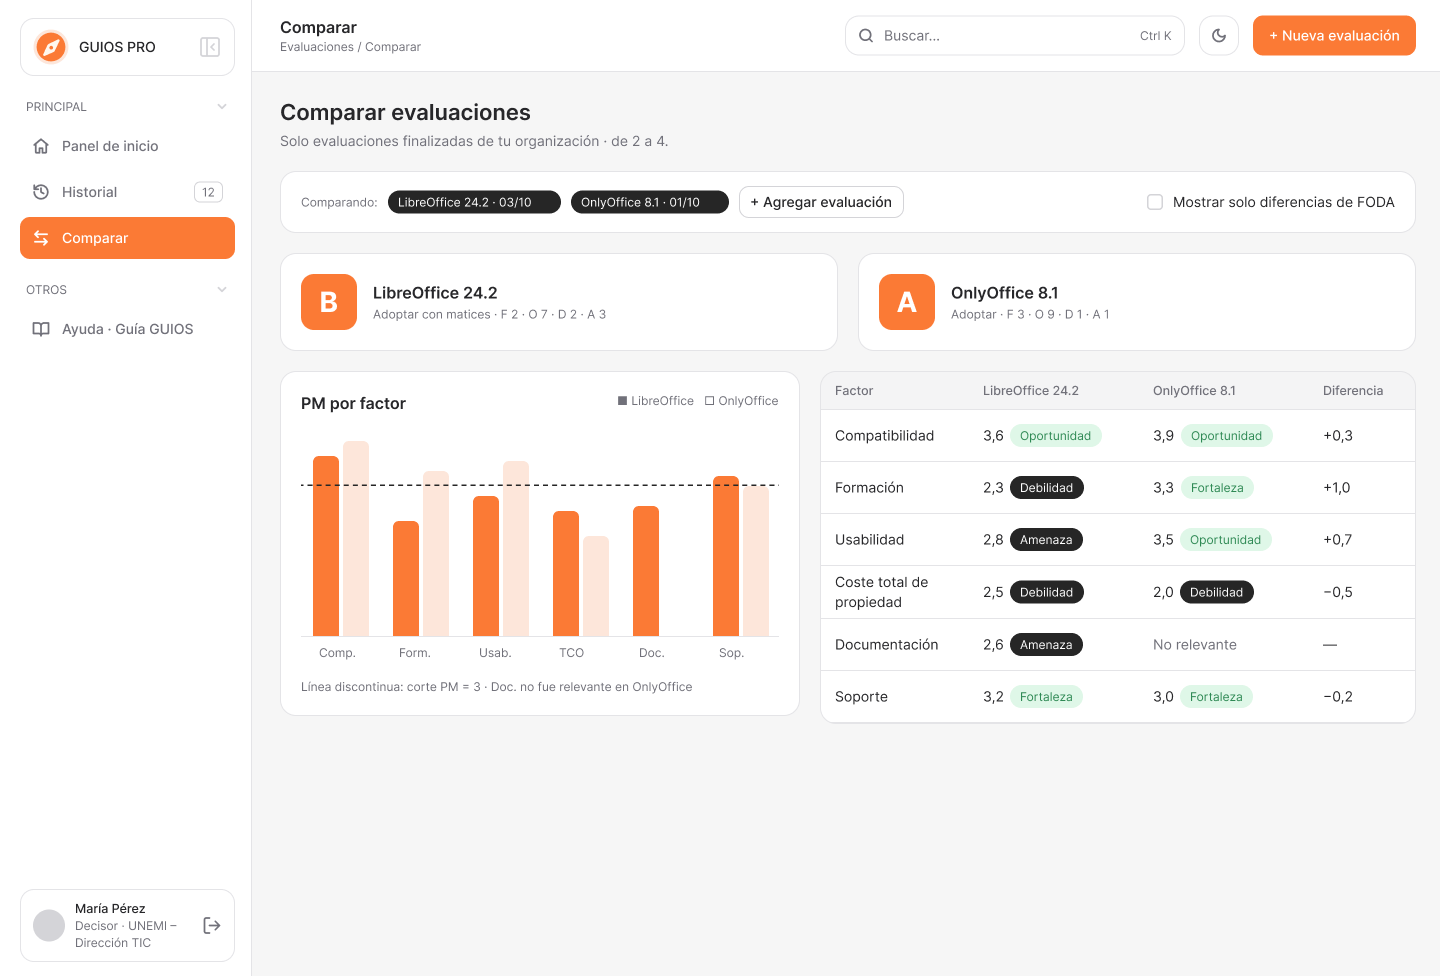 GUIOS PRO
PRINCIPAL
Panel de inicio
Historial
12
Comparar
OTROS
Ayuda · Guía GUIOS
María Pérez
Decisor · UNEMI –
Dirección TIC
Comparar
Evaluaciones / Comparar
Buscar...
Ctrl K
+ Nueva evaluación
Comparar evaluaciones
Solo evaluaciones finalizadas de tu organización · de 2 a 4.
Comparando:
LibreOffice 24.2 · 03/10
OnlyOffice 8.1 · 01/10
+ Agregar evaluación
Mostrar solo diferencias de FODA
B
LibreOffice 24.2
Adoptar con matices · F 2 · O 7 · D 2 · A 3
A
OnlyOffice 8.1
Adoptar · F 3 · O 9 · D 1 · A 1
PM por factor
LibreOffice
OnlyOffice
Comp.
Form.
Usab.
TCO
Doc.
Sop.
Línea discontinua: corte PM = 3 · Doc. no fue relevante en OnlyOffice
Factor LibreOffice 24.2 OnlyOffice 8.1 Diferencia
Compatibilidad 3,6 Oportunidad 3,9 Oportunidad +0,3
Formación 2,3 Debilidad 3,3 Fortaleza +1,0
Usabilidad 2,8 Amenaza 3,5 Oportunidad +0,7
Coste total de
propiedad 2,5 Debilidad 2,0 Debilidad −0,5
Documentación 2,6 Amenaza No relevante —
Soporte 3,2 Fortaleza 3,0 Fortaleza −0,2